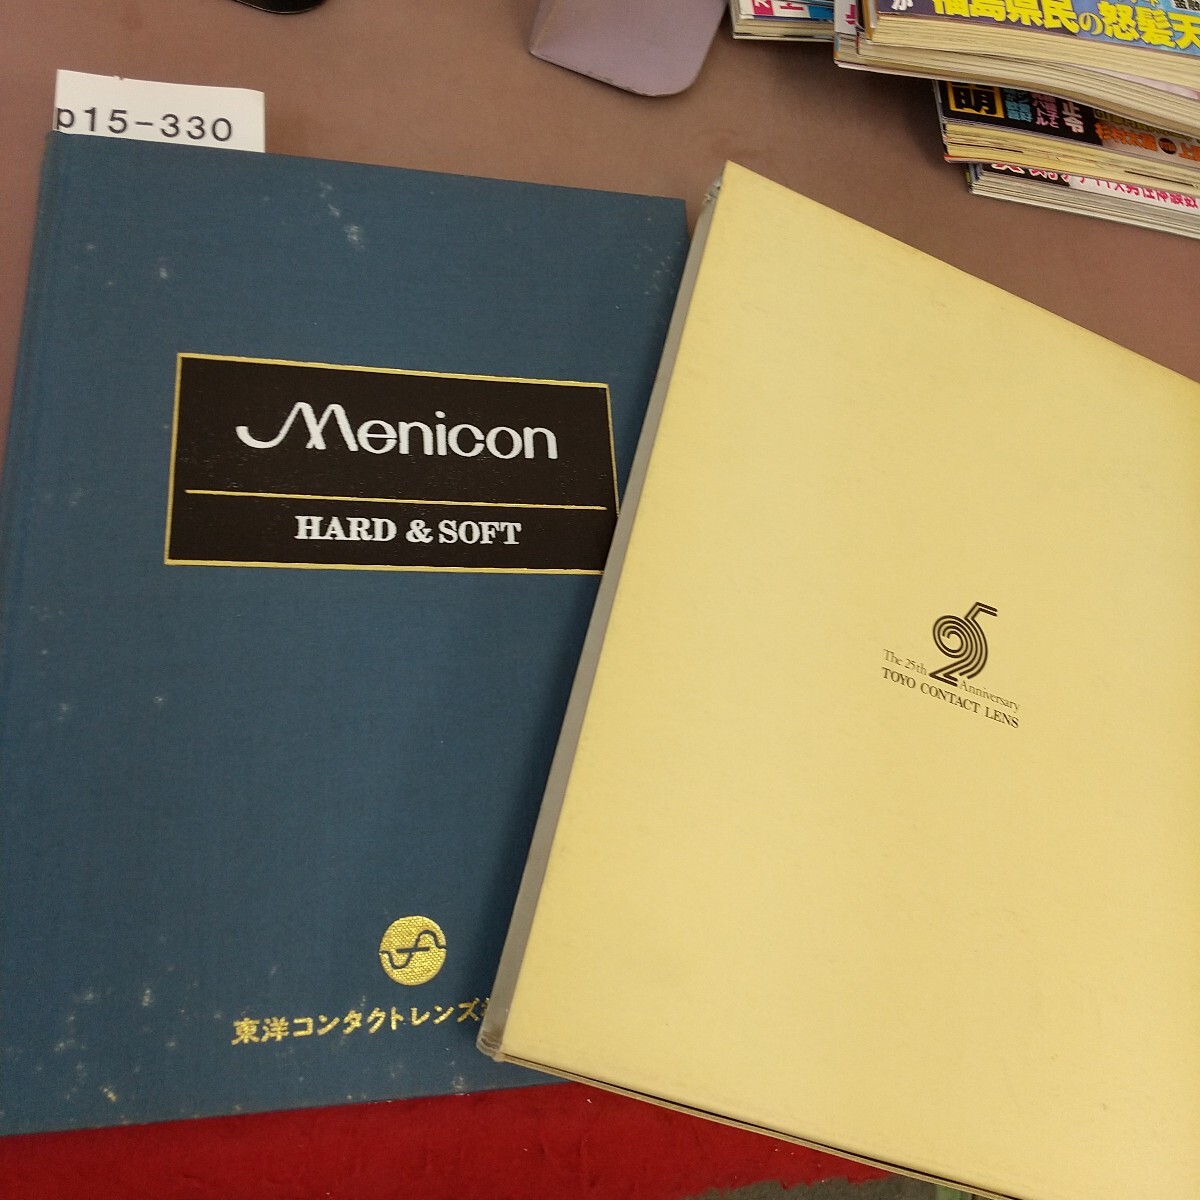 p15-330
Menicon
HARD & SOFT
東洋コンタクトレンズ
25
The 25th Anniversary
TOYO CONTACT LENS
福島県民の怒髪天